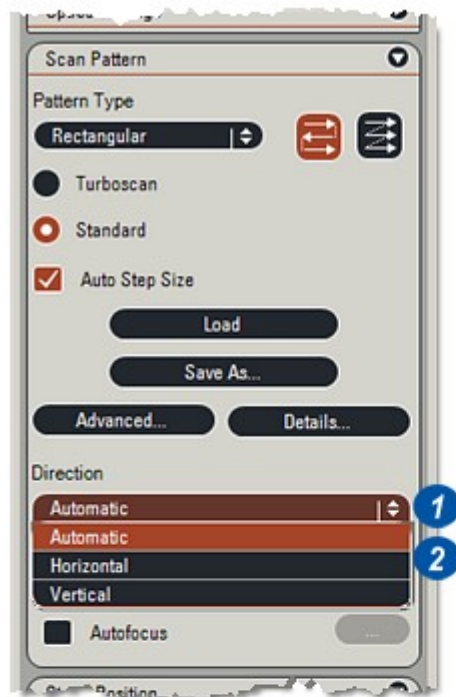 Scan Pattern
Pattern Type
Rectangular
Turboscan
Standard
Auto Step Size
Load
Save As...
Advanced... Details...
Direction
Automatic 1
Automatic
Horizontal 2
Vertical
Autofocus ...
Position